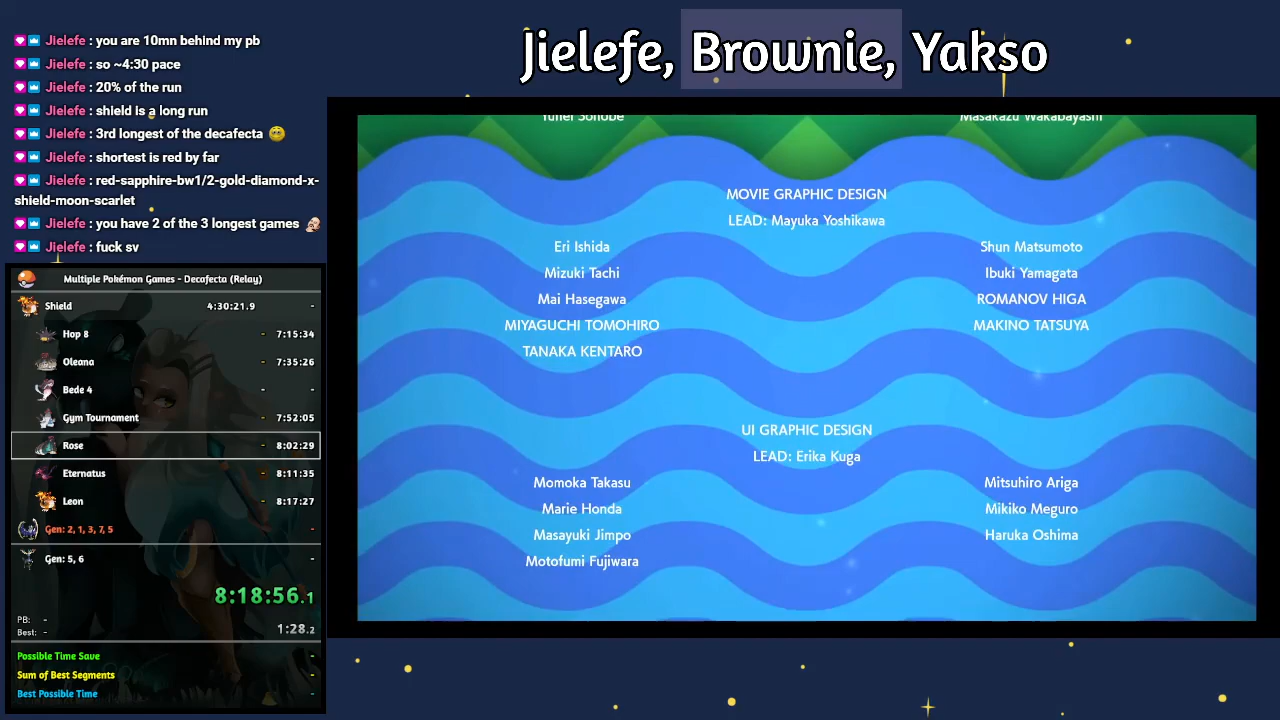 Jielefe, Brownie, Yakso
Jielefe : you are 10mn behind my pb
Jielefe : so ~4:30 pace
Jielefe : 20% of the run
Jielefe : shield is a long run
Jielefe : 3rd longest of the decafecta
Jielefe : shortest is red by far
Jielefe : red-sapphire-bw1/2-gold-diamond-x-
shield-moon-scarlet
Jielefe : you have 2 of the 3 longest games
Jielefe : fuck sv
Multiple Pokémon Games - Decafecta (Relay)
Shield 4:30:21.9 -
Hop 8 - 7:15:34
Oleana - 7:35:26
Bede 4 - -
Gym Tournament - 7:52:05
Rose - 8:02:29
Eternatus - 8:11:35
Leon - 8:17:27
Gen: 2, 1, 3, 7, 5 -
Gen: 5, 6 -
8:18:56.1
PB: -
Best: -
1:28.2
Possible Time Save -
Sum of Best Segments -
Best Possible Time -
Yuhei Sonobe Masakazu Wakabayashi
MOVIE GRAPHIC DESIGN
LEAD: Mayuka Yoshikawa
Eri Ishida Shun Matsumoto
Mizuki Tachi Ibuki Yamagata
Mai Hasegawa ROMANOV HIGA
MIYAGUCHI TOMOHIRO MAKINO TATSUYA
TANAKA KENTARO
UI GRAPHIC DESIGN
LEAD: Erika Kuga
Momoka Takasu Mitsuhiro Ariga
Marie Honda Mikiko Meguro
Masayuki Jimpo Haruka Oshima
Motofumi Fujiwara